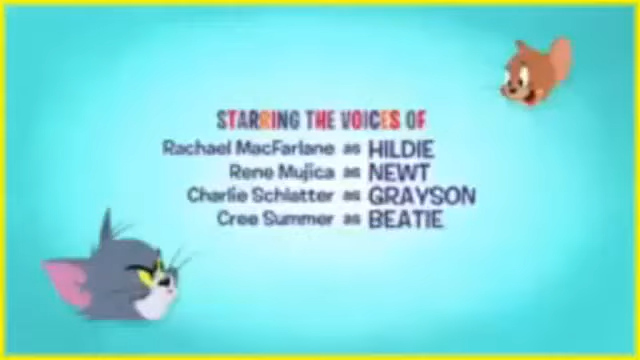 STARRING THE VOICES OF
Rachael MacFarlane as HILDIE
Rene Mujica as NEWT
Charlie Schlatter as GRAYSON
Cree Summer as BEATIE